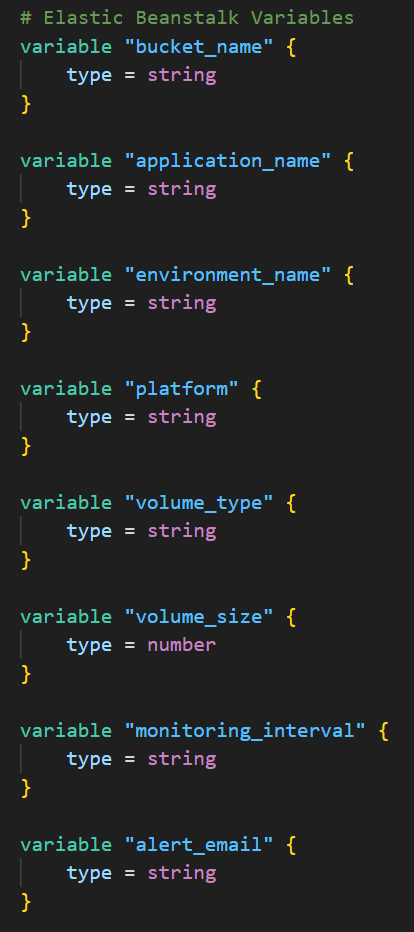 # Elastic Beanstalk Variables
variable "bucket_name" {
    type = string
}

variable "application_name" {
    type = string
}

variable "environment_name" {
    type = string
}

variable "platform" {
    type = string
}

variable "volume_type" {
    type = string
}

variable "volume_size" {
    type = number
}

variable "monitoring_interval" {
    type = string
}

variable "alert_email" {
    type = string
}